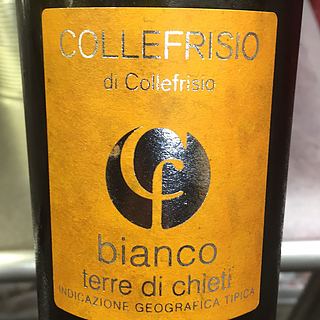 COLLEFRISIO
di Collefrisio
cf
bianco
terre di chieti
INDICAZIONE GEOGRAFICA TIPICA